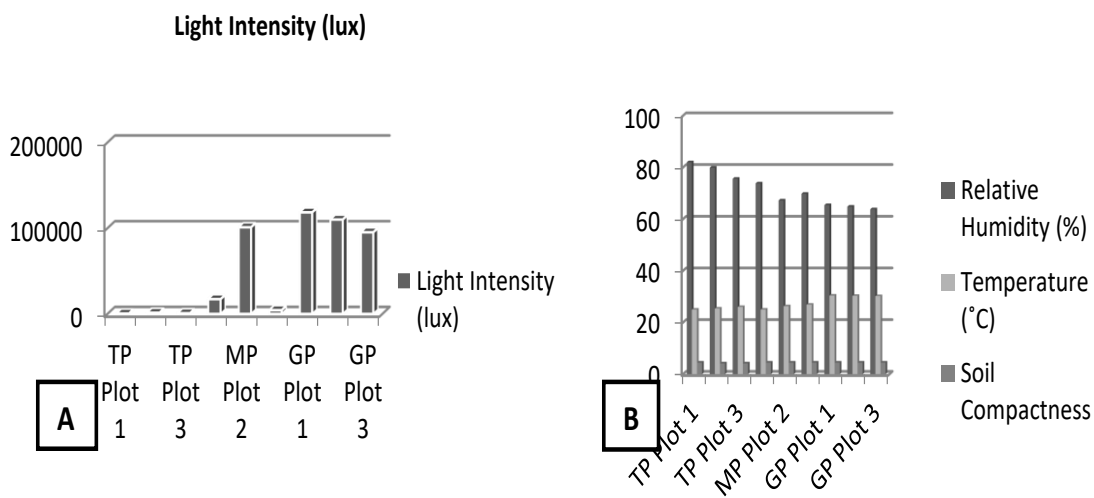 Light Intensity (lux)
200000
100000
0
TP
Plot
1
TP
Plot
3
MP
Plot
2
GP
Plot
1
GP
Plot
3
Light Intensity
(lux)
A
100
80
60
40
20
0
TP Plot 1
TP Plot 3
MP Plot 2
GP Plot 1
GP Plot 3
Relative
Humidity (%)
Temperature
(˚C)
Soil
Compactness
B